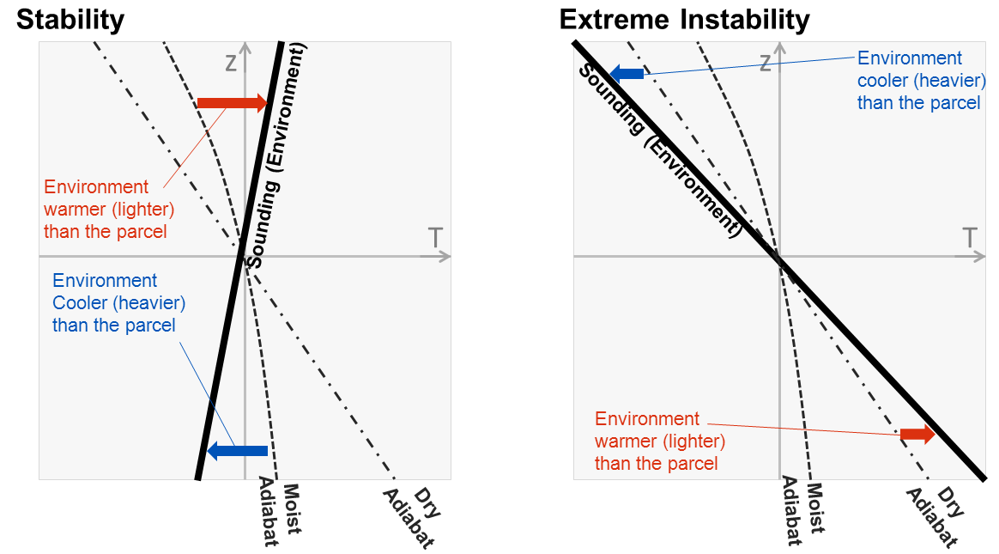 Stability
Z
T
Sounding (Environment)
Environment
warmer (lighter)
than the parcel
Environment
Cooler (heavier)
than the parcel
Moist
Adiabat
Dry
Adiabat
Extreme Instability
Z
T
Sounding (Environment)
Environment
cooler (heavier)
than the parcel
Environment
warmer (lighter)
than the parcel
Moist
Adiabat
Dry
Adiabat